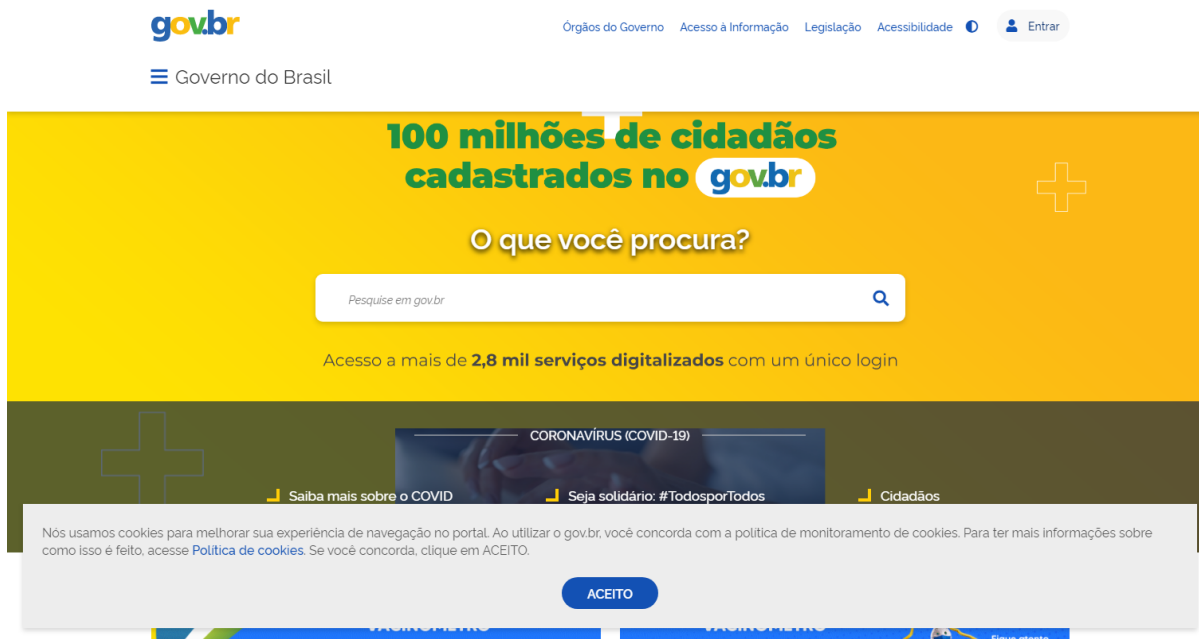 gov.br
Órgãos do Governo Acesso à Informação Legislação Acessibilidade Entrar
Governo do Brasil
100 milhões de cidadãos
cadastrados no gov.br
O que você procura?
Pesquise em gov.br
Acesso a mais de 2,8 mil serviços digitalizados com um único login
CORONAVÍRUS (COVID-19)
Saiba mais sobre o COVID Seja solidário: #TodosporTodos Cidadãos
Nós usamos cookies para melhorar sua experiência de navegação no portal. Ao utilizar o gov.br, você concorda com a política de monitoramento de cookies. Para ter mais informações sobre
como isso é feito, acesse Política de cookies. Se você concorda, clique em ACEITO.
ACEITO
VACINÔMETRO VACINÔMETRO Fique atento